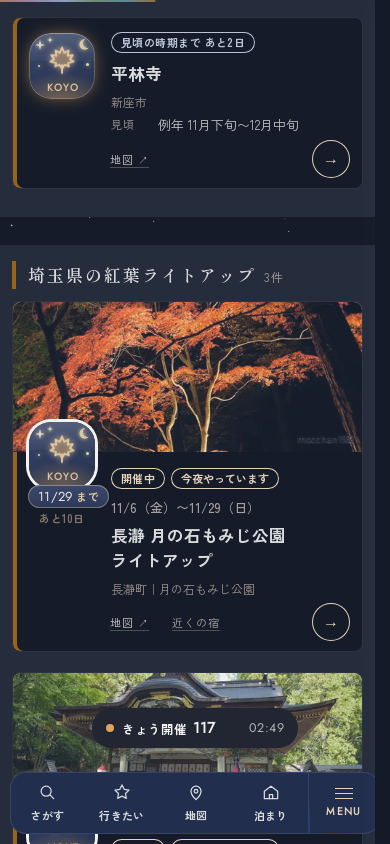 見頃の時期まで あと2日
KOYO
平林寺
新座市
見頃 例年 11月下旬〜12月中旬
地図 ↗
→
埼玉県の紅葉ライトアップ 3件
KOYO
11/29 まで
あと10日
開催中 今夜やっています
11/6（金）〜11/29（日）
長瀞 月の石もみじ公園
ライトアップ
長瀞町｜月の石もみじ公園
地図 ↗ 近くの宿
→
きょう開催 117 02:49
さがす 行きたい 地図 泊まり MENU